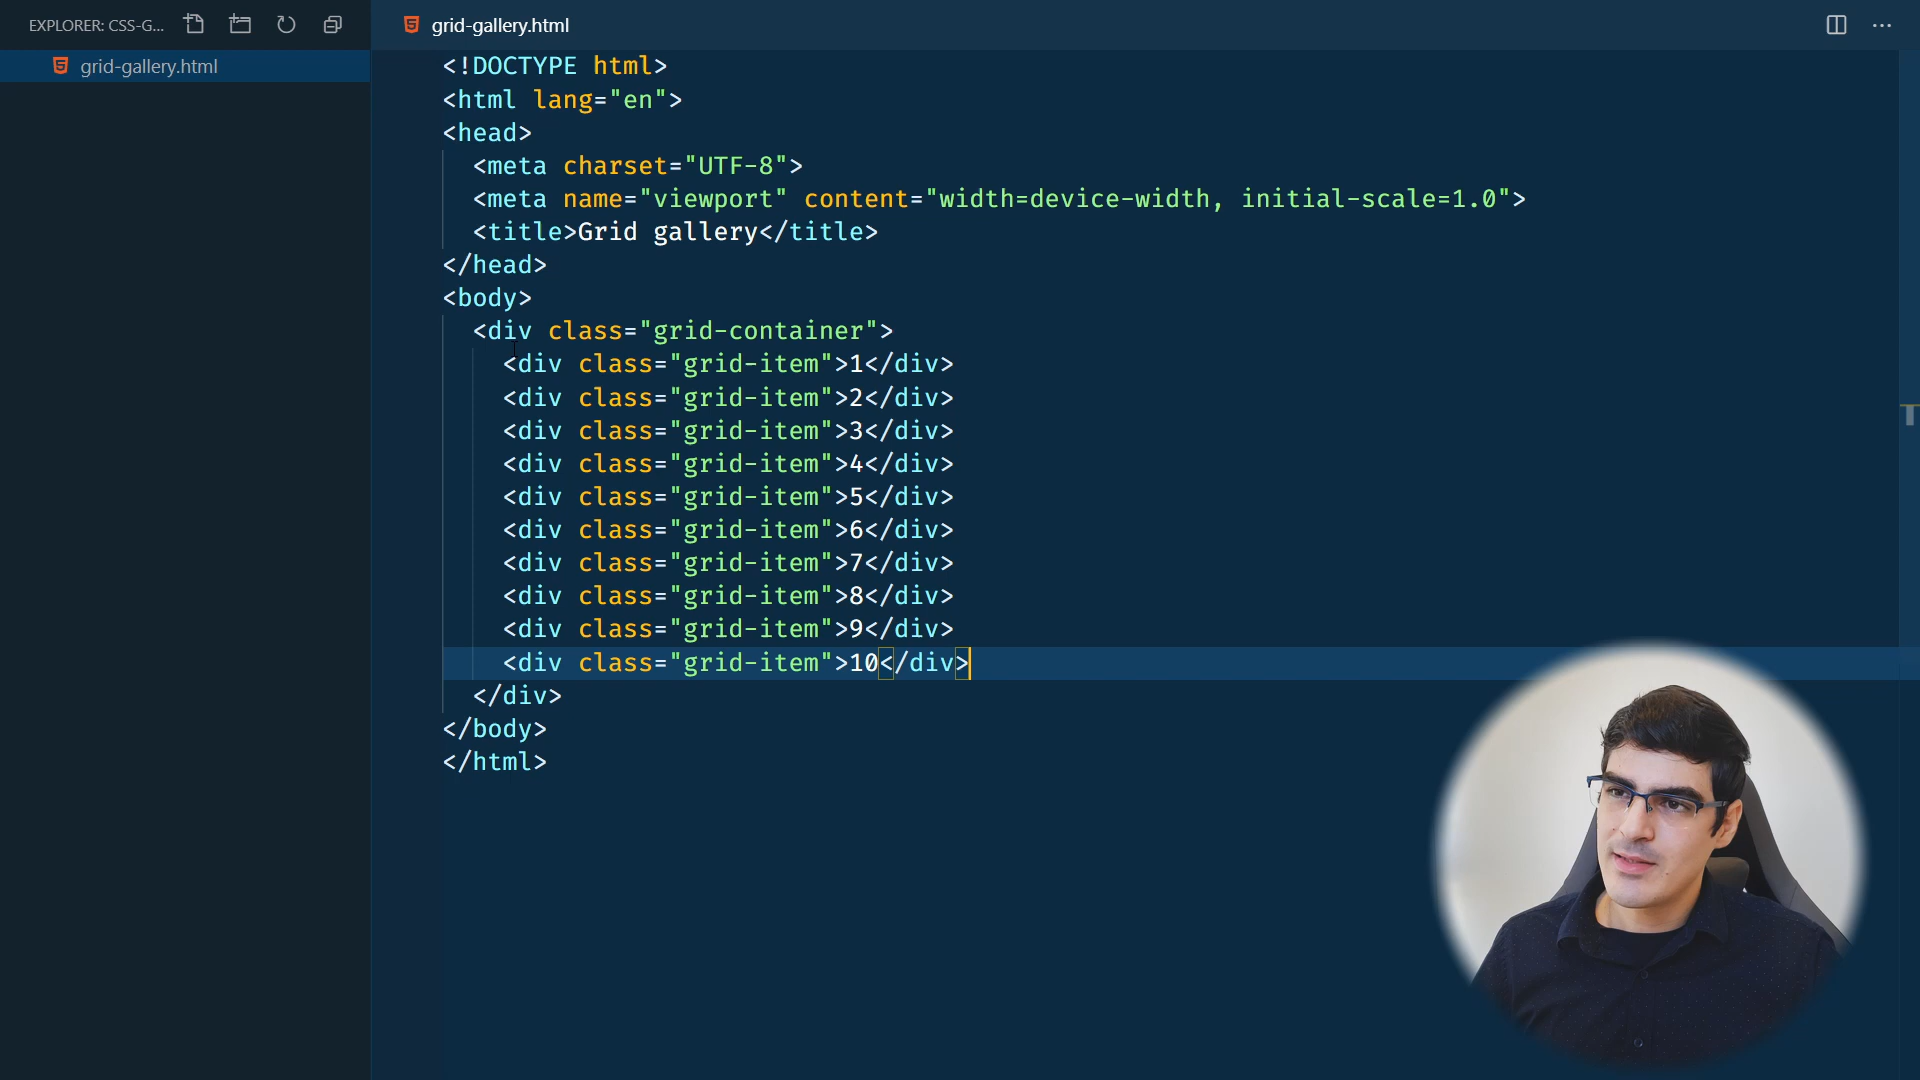 EXPLORER: CSS-G...
grid-gallery.html
grid-gallery.html
<!DOCTYPE html>
<html lang="en">
<head>
<meta charset="UTF-8">
<meta name="viewport" content="width=device-width, initial-scale=1.0">
<title>Grid gallery</title>
</head>
<body>
<div class="grid-container">
<div class="grid-item">1</div>
<div class="grid-item">2</div>
<div class="grid-item">3</div>
<div class="grid-item">4</div>
<div class="grid-item">5</div>
<div class="grid-item">6</div>
<div class="grid-item">7</div>
<div class="grid-item">8</div>
<div class="grid-item">9</div>
<div class="grid-item">10</div>
</div>
</body>
</html>